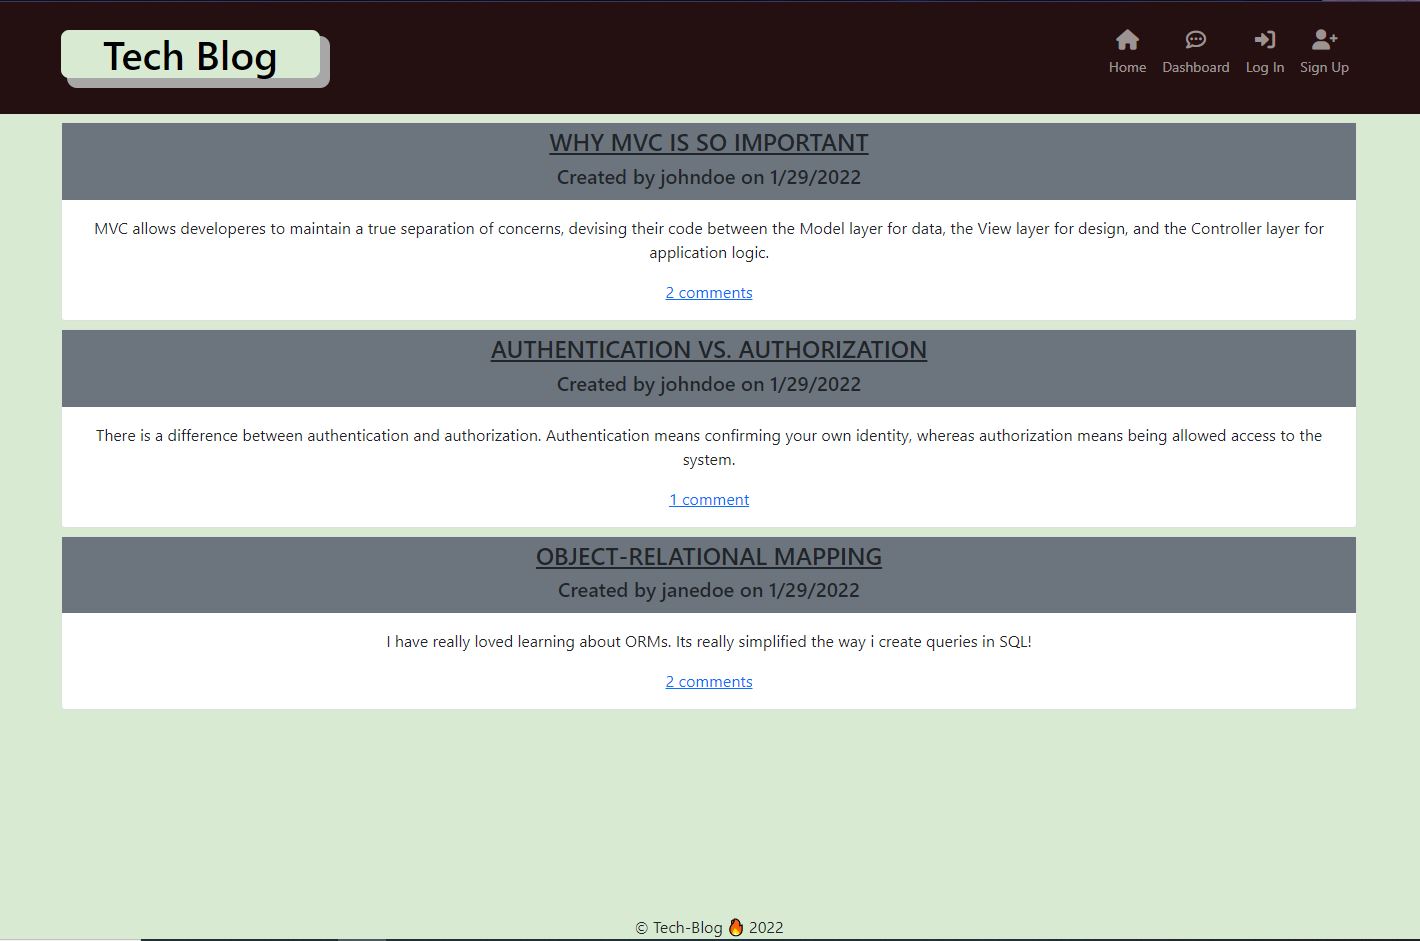 Tech Blog
Home Dashboard Log In Sign Up
WHY MVC IS SO IMPORTANT
Created by johndoe on 1/29/2022
MVC allows developeres to maintain a true separation of concerns, devising their code between the Model layer for data, the View layer for design, and the Controller layer for
application logic.
2 comments
AUTHENTICATION VS. AUTHORIZATION
Created by johndoe on 1/29/2022
There is a difference between authentication and authorization. Authentication means confirming your own identity, whereas authorization means being allowed access to the
system.
1 comment
OBJECT-RELATIONAL MAPPING
Created by janedoe on 1/29/2022
I have really loved learning about ORMs. Its really simplified the way i create queries in SQL!
2 comments
© Tech-Blog 🔥 2022